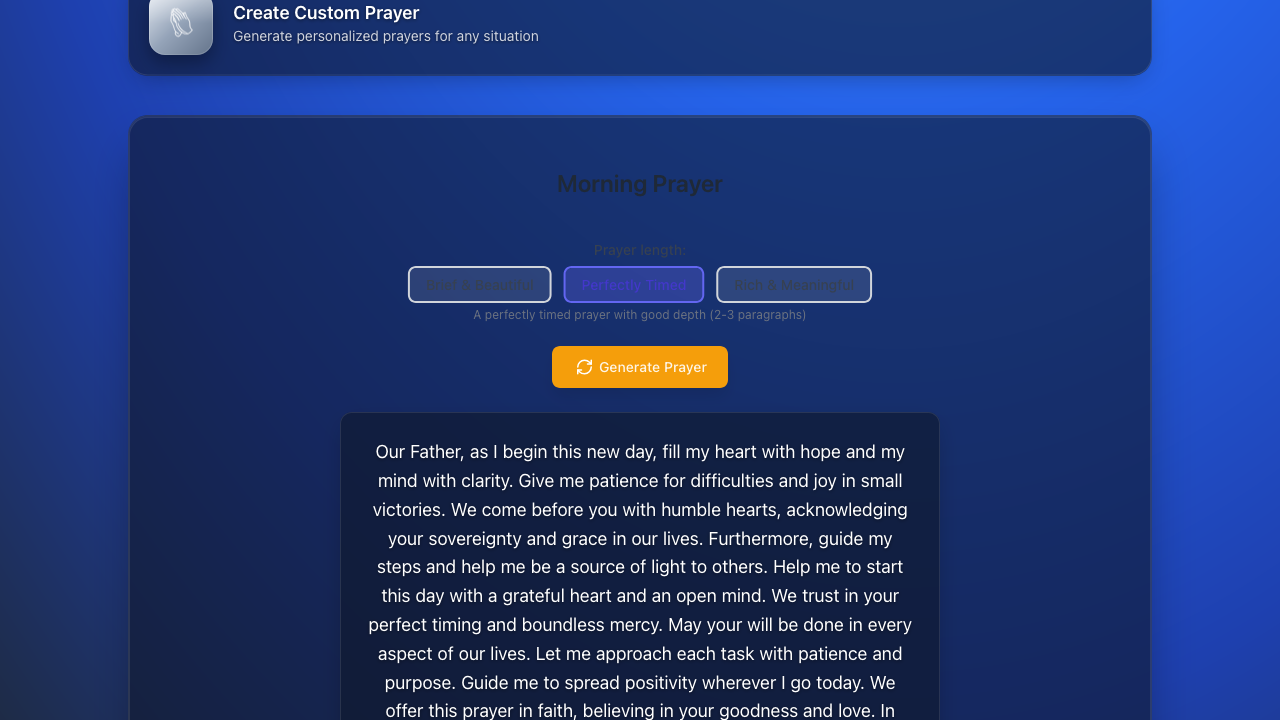 Create Custom Prayer
Generate personalized prayers for any situation
Morning Prayer
Prayer length:
Perfectly Timed
Rich & Meaningful
A perfectly timed prayer with good depth (2-3 paragraphs)
Generate Prayer
Our Father, as I begin this new day, fill my heart with hope and my
mind with clarity. Give me patience for difficulties and joy in small
victories. We come before you with humble hearts, acknowledging
your sovereignty and grace in our lives. Furthermore, guide my
steps and help me be a source of light to others. Help me to start
this day with a grateful heart and an open mind. We trust in your
perfect timing and boundless mercy. May your will be done in every
aspect of our lives. Let me approach each task with patience and
purpose. Guide me to spread positivity wherever I go today. We
offer this prayer in faith, believing in your goodness and love. In